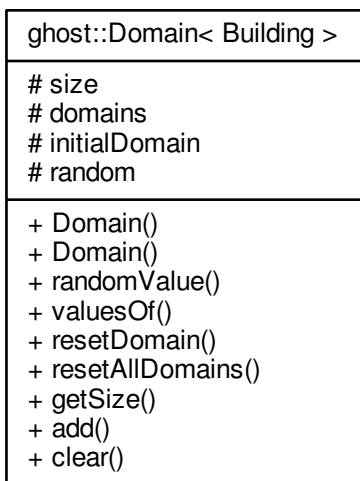 ghost::Domain< Building >
# size
# domains
# initialDomain
# random
+ Domain()
+ Domain()
+ randomValue()
+ valuesOf()
+ resetDomain()
+ resetAllDomains()
+ getSize()
+ add()
+ clear()